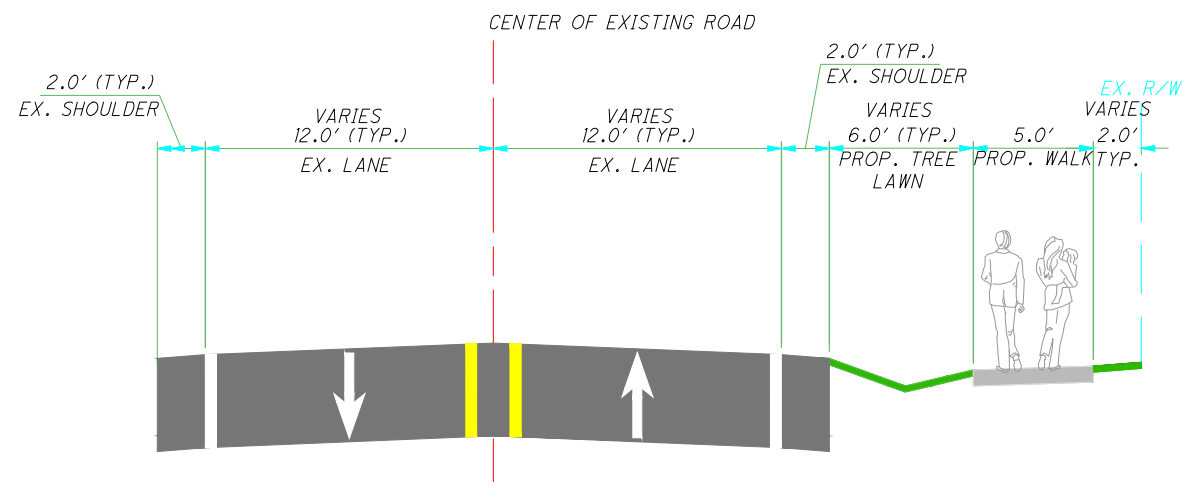 CENTER OF EXISTING ROAD
2.0' (TYP.)
EX. SHOULDER
VARIES
12.0' (TYP.)
EX. LANE
VARIES
12.0' (TYP.)
EX. LANE
2.0' (TYP.)
EX. SHOULDER
VARIES
6.0' (TYP.)
PROP. TREE
LAWN
5.0'
PROP. WALK
EX. R/W
VARIES
2.0'
TYP.